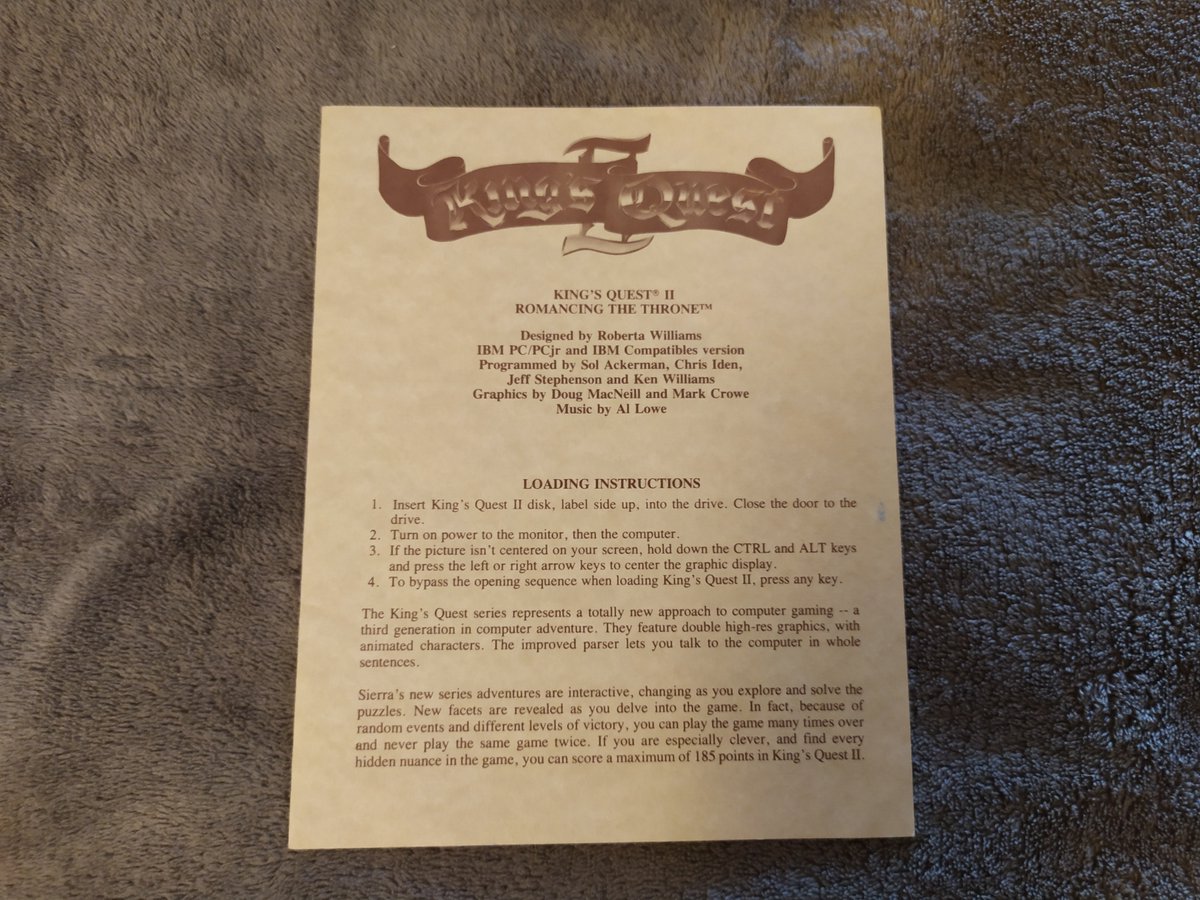 King's Quest
II
KING'S QUEST® II
ROMANCING THE THRONE™
Designed by Roberta Williams
IBM PC/PCjr and IBM Compatibles version
Programmed by Sol Ackerman, Chris Iden,
Jeff Stephenson and Ken Williams
Graphics by Doug MacNeill and Mark Crowe
Music by Al Lowe
LOADING INSTRUCTIONS
1. Insert King's Quest II disk, label side up, into the drive. Close the door to the
drive.
2. Turn on power to the monitor, then the computer.
3. If the picture isn't centered on your screen, hold down the CTRL and ALT keys
and press the left or right arrow keys to center the graphic display.
4. To bypass the opening sequence when loading King's Quest II, press any key.
The King's Quest series represents a totally new approach to computer gaming -- a
third generation in computer adventure. They feature double high-res graphics, with
animated characters. The improved parser lets you talk to the computer in whole
sentences.
Sierra's new series adventures are interactive, changing as you explore and solve the
puzzles. New facets are revealed as you delve into the game. In fact, because of
random events and different levels of victory, you can play the game many times over
and never play the same game twice. If you are especially clever, and find every
hidden nuance in the game, you can score a maximum of 185 points in King's Quest II.